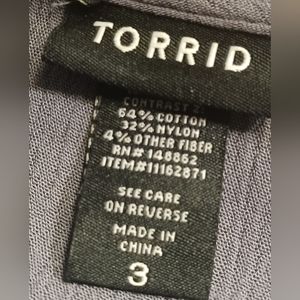 TORRID
CONTRAST 2:
64% COTTON
32% NYLON
4% OTHER FIBER
RN# 148862
ITEM#11162871
SEE CARE
ON REVERSE
MADE IN
CHINA
3